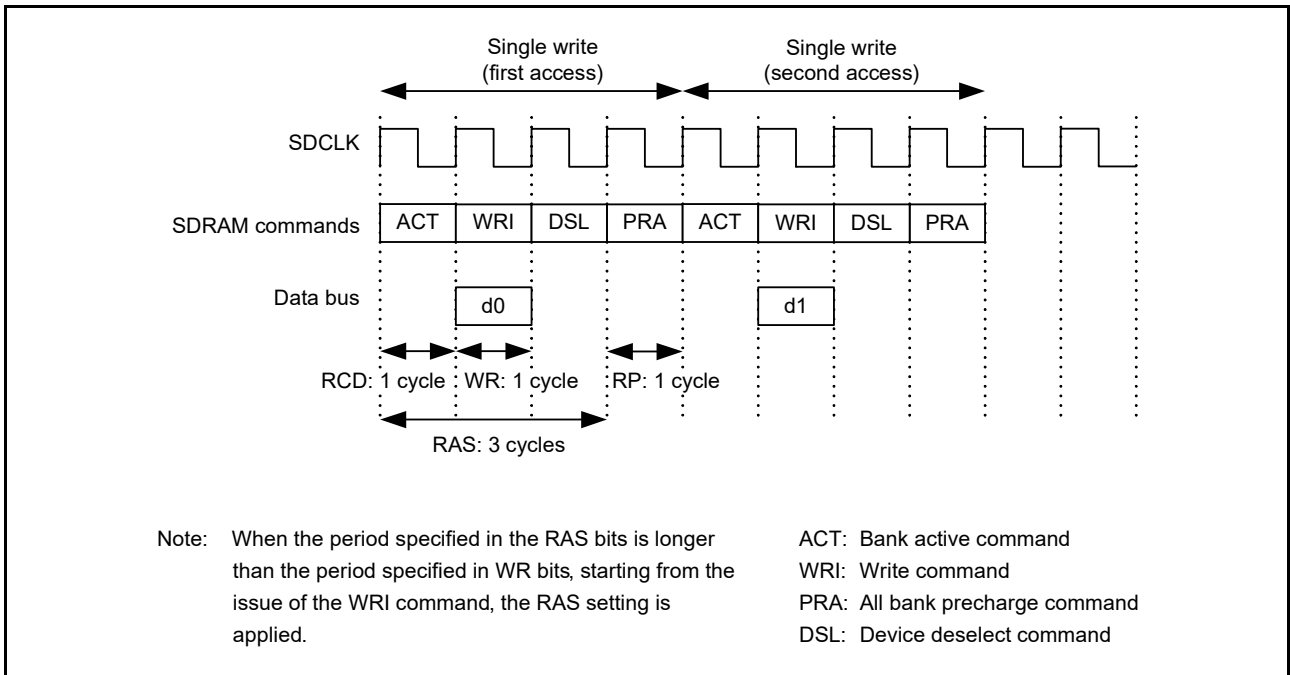 Single write
(first access)
Single write
(second access)
SDCLK
SDRAM commands
ACT WRI DSL PRA ACT WRI DSL PRA
Data bus
d0 d1
RCD: 1 cycle WR: 1 cycle RP: 1 cycle
RAS: 3 cycles
Note: When the period specified in the RAS bits is longer
than the period specified in WR bits, starting from the
issue of the WRI command, the RAS setting is
applied.
ACT: Bank active command
WRI: Write command
PRA: All bank precharge command
DSL: Device deselect command